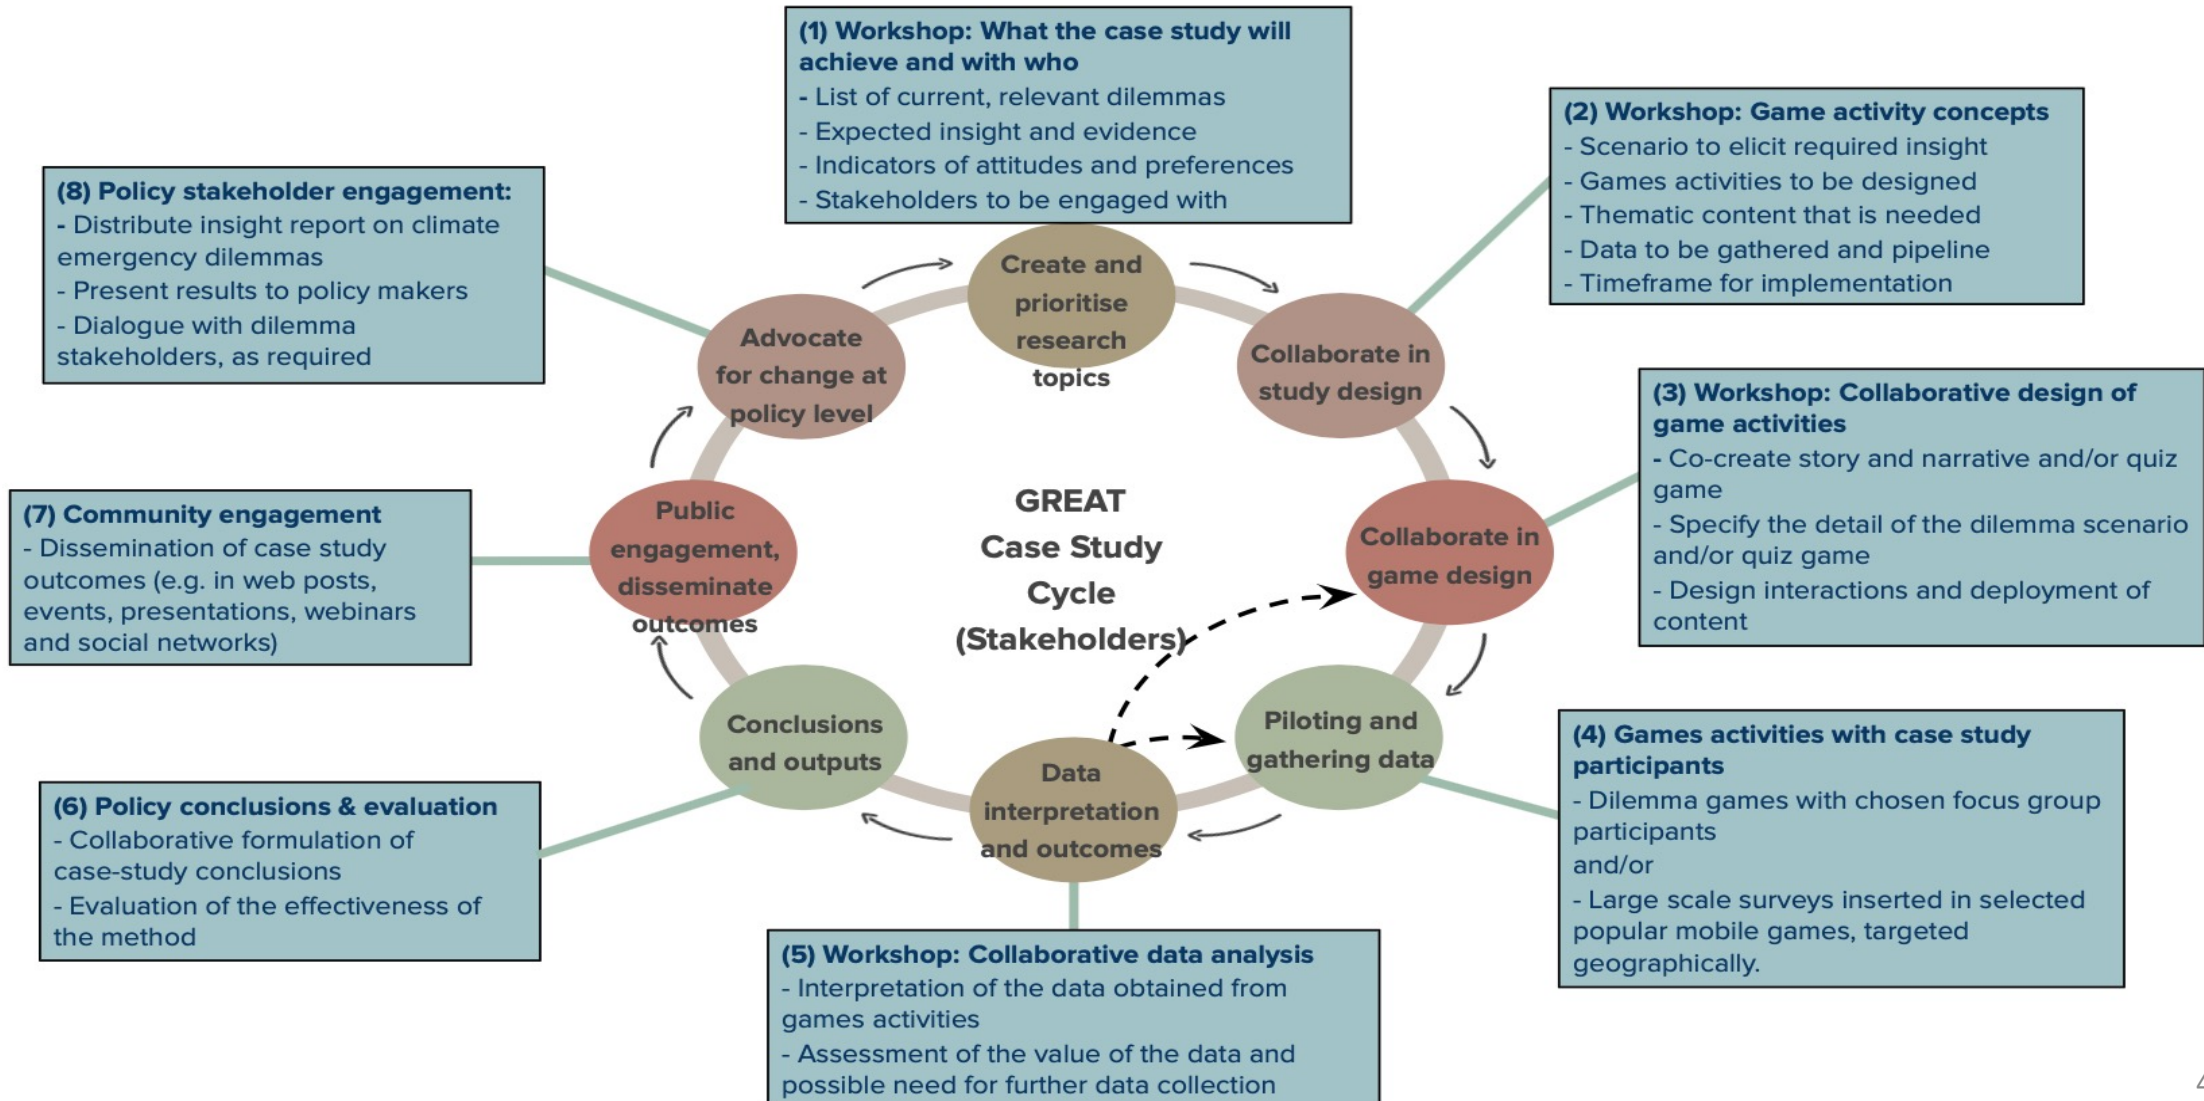 (1) Workshop: What the case study will
achieve and with who
- List of current, relevant dilemmas
- Expected insight and evidence
- Indicators of attitudes and preferences
- Stakeholders to be engaged with
(2) Workshop: Game activity concepts
- Scenario to elicit required insight
- Games activities to be designed
- Thematic content that is needed
- Data to be gathered and pipeline
- Timeframe for implementation
(3) Workshop: Collaborative design of
game activities
- Co-create story and narrative and/or quiz
game
- Specify the detail of the dilemma scenario
and/or quiz game
- Design interactions and deployment of
content
(4) Games activities with case study
participants
- Dilemma games with chosen focus group
participants
and/or
- Large scale surveys inserted in selected
popular mobile games, targeted
geographically.
(5) Workshop: Collaborative data analysis
- Interpretation of the data obtained from
games activities
- Assessment of the value of the data and
possible need for further data collection
(6) Policy conclusions & evaluation
- Collaborative formulation of
case-study conclusions
- Evaluation of the effectiveness of
the method
(7) Community engagement
- Dissemination of case study
outcomes (e.g. in web posts,
events, presentations, webinars
and social networks)
(8) Policy stakeholder engagement:
- Distribute insight report on climate
emergency dilemmas
- Present results to policy makers
- Dialogue with dilemma
stakeholders, as required
Create and
prioritise
research
topics
Collaborate in
study design
Collaborate in
game design
Piloting and
gathering data
Data
interpretation
and outcomes
Conclusions
and outputs
Public
engagement,
disseminate
outcomes
Advocate
for change at
policy level
GREAT
Case Study
Cycle
(Stakeholders)